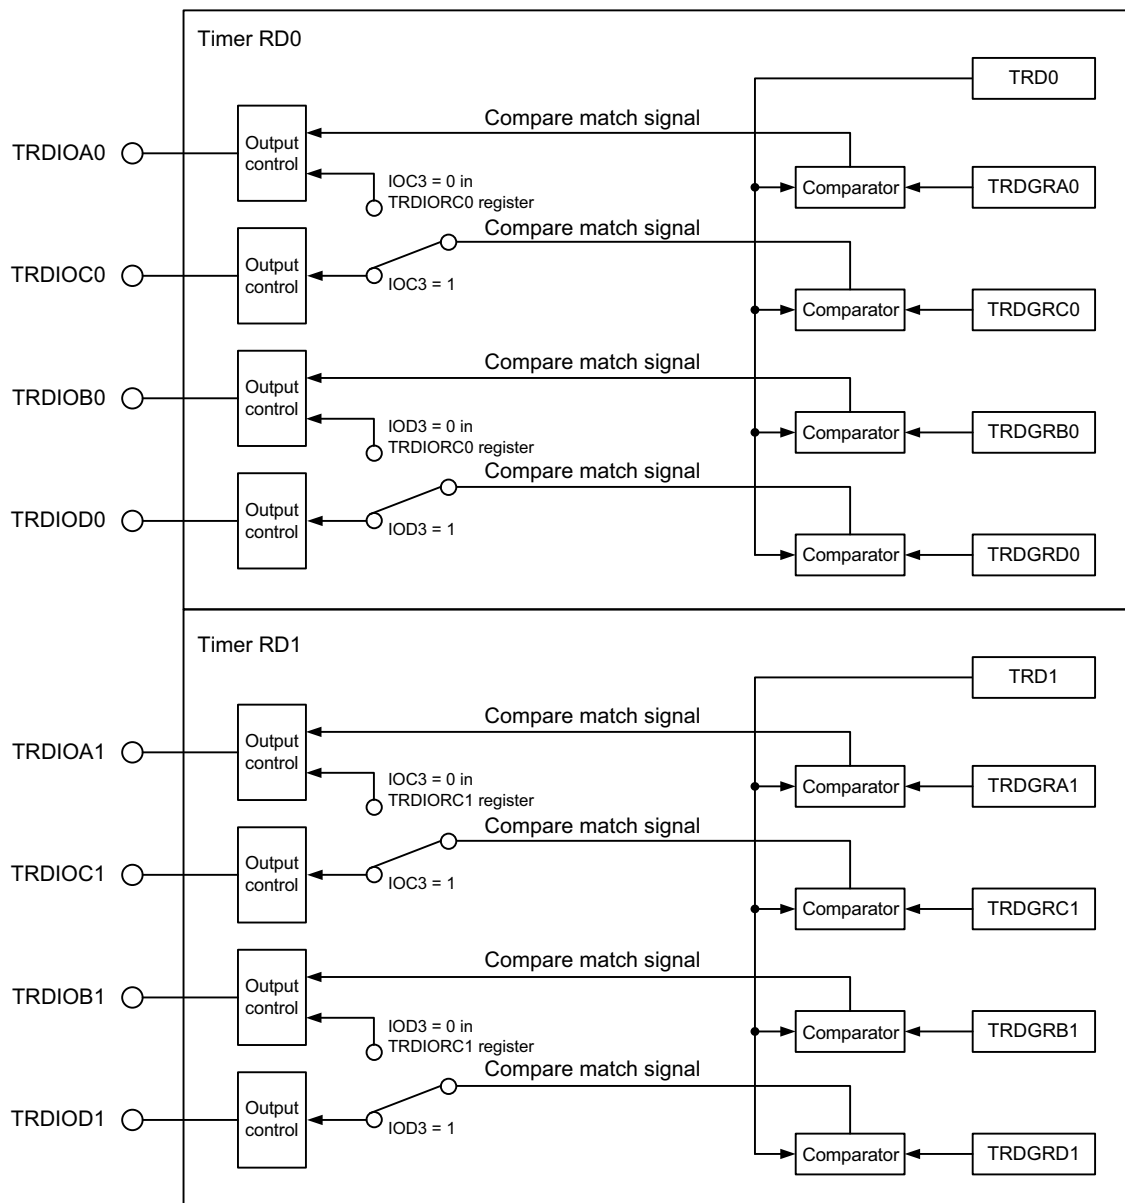 Timer RD0
TRD0
Compare match signal
TRDIOA0
Output
control
Comparator
TRDGRA0
IOC3 = 0 in
TRDIORC0 register
Compare match signal
TRDIOC0
Output
control
IOC3 = 1
Comparator
TRDGRC0
Compare match signal
TRDIOB0
Output
control
Comparator
TRDGRB0
IOD3 = 0 in
TRDIORC0 register
Compare match signal
TRDIOD0
Output
control
IOD3 = 1
Comparator
TRDGRD0
Timer RD1
TRD1
Compare match signal
TRDIOA1
Output
control
Comparator
TRDGRA1
IOC3 = 0 in
TRDIORC1 register
Compare match signal
TRDIOC1
Output
control
IOC3 = 1
Comparator
TRDGRC1
Compare match signal
TRDIOB1
Output
control
Comparator
TRDGRB1
IOD3 = 0 in
TRDIORC1 register
Compare match signal
TRDIOD1
Output
control
IOD3 = 1
Comparator
TRDGRD1